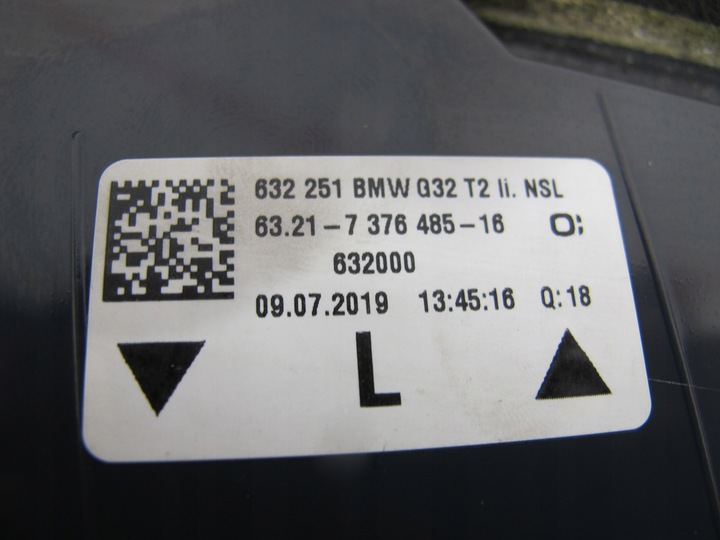 632 251 BMW G32 T2 li. NSL
63.21-7 376 485-16 O;
632000
09.07.2019 13:45:16 Q:18
L